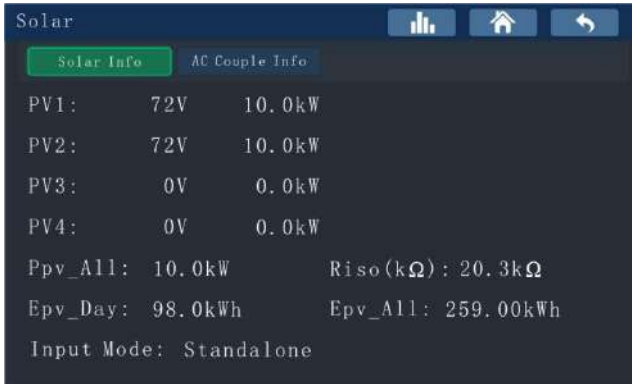 Solar
Solar Info AC Couple Info
PV1: 72V 10.0kW
PV2: 72V 10.0kW
PV3: 0V 0.0kW
PV4: 0V 0.0kW
Ppv_All: 10.0kW Riso(kΩ): 20.3kΩ
Epv_Day: 98.0kWh Epv_All: 259.00kWh
Input Mode: Standalone